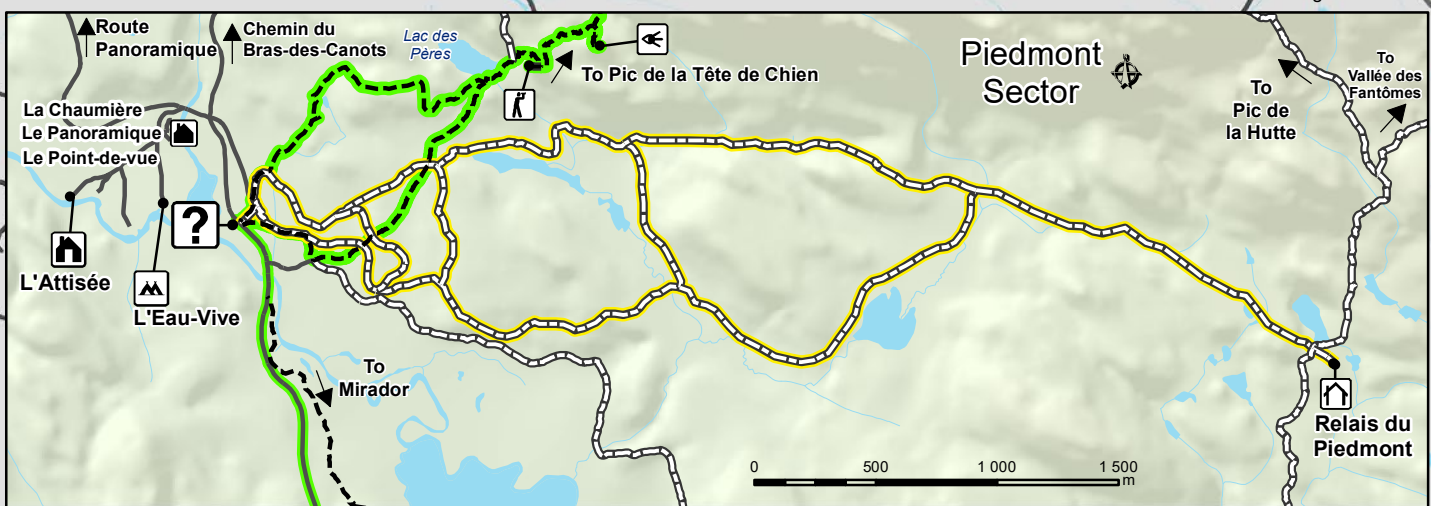 Route
Panoramique
Chemin du
Bras-des-Canots
Lac des
Pères
To Pic de la Tête de Chien
Piedmont
Sector
To
Pic de
la Hutte
To
Vallée des
Fantômes
La Chaumière
Le Panoramique
Le Point-de-vue
?
L'Attisée
L'Eau-Vive
To
Mirador
0 500 1 000 1 500
m
Relais du
Piedmont